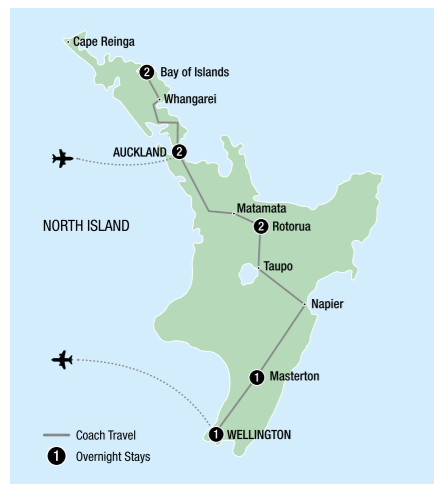 Cape Reinga
2 Bay of Islands
Whangarei
AUCKLAND 2
Matamata
NORTH ISLAND
2 Rotorua
Taupo
Napier
1 Masterton
1 WELLINGTON
Coach Travel
1 Overnight Stays